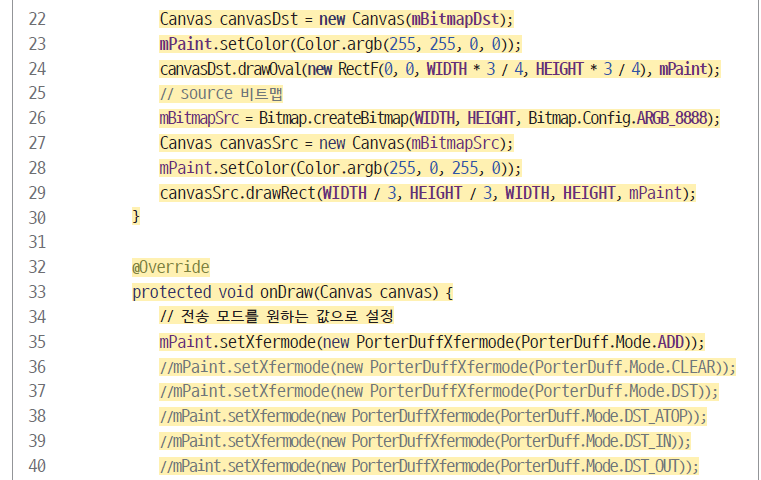 22 Canvas canvasDst = new Canvas(mBitmapDst);
23 mPaint.setColor(Color.argb(255, 255, 0, 0));
24 canvasDst.drawOval(new RectF(0, 0, WIDTH * 3 / 4, HEIGHT * 3 / 4), mPaint);
25 // source 비트맵
26 mBitmapSrc = Bitmap.createBitmap(WIDTH, HEIGHT, Bitmap.Config.ARGB_8888);
27 Canvas canvasSrc = new Canvas(mBitmapSrc);
28 mPaint.setColor(Color.argb(255, 0, 255, 0));
29 canvasSrc.drawRect(WIDTH / 3, HEIGHT / 3, WIDTH, HEIGHT, mPaint);
30 }
31
32 @Override
33 protected void onDraw(Canvas canvas) {
34 // 전송 모드를 원하는 값으로 설정
35 mPaint.setXfermode(new PorterDuffXfermode(PorterDuff.Mode.ADD));
36 //mPaint.setXfermode(new PorterDuffXfermode(PorterDuff.Mode.CLEAR));
37 //mPaint.setXfermode(new PorterDuffXfermode(PorterDuff.Mode.DST));
38 //mPaint.setXfermode(new PorterDuffXfermode(PorterDuff.Mode.DST_ATOP));
39 //mPaint.setXfermode(new PorterDuffXfermode(PorterDuff.Mode.DST_IN));
40 //mPaint.setXfermode(new PorterDuffXfermode(PorterDuff.Mode.DST_OUT));